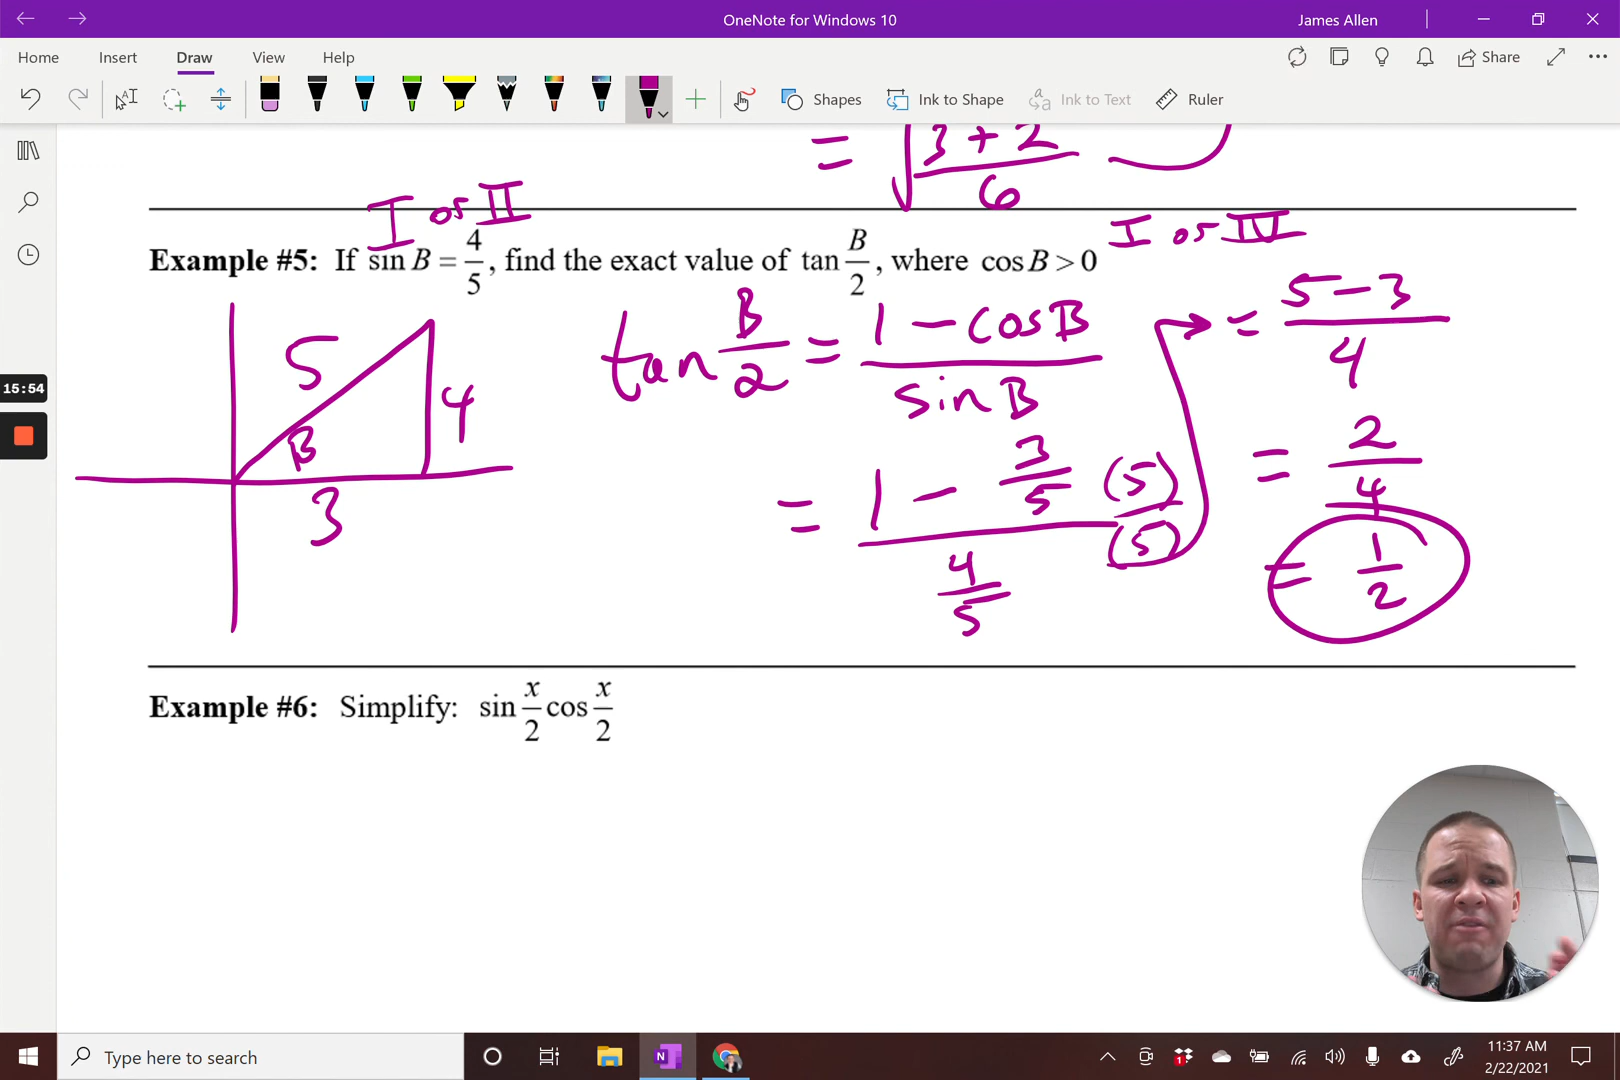 OneNote for Windows 10
James Allen
Home Insert Draw View Help
Share
Shapes Ink to Shape Ink to Text Ruler
= √(3 + 2)/6
I or II
I or IV
Example #5: If sin B = 4/5, find the exact value of tan B/2, where cos B > 0
5
4
B
3
tan B/2 = (1 - cos B)/(sin B)
= (1 - 3/5)/(4/5) (5)/(5)
= (5 - 3)/4
= 2/4
= 1/2
15:54
Example #6: Simplify: sin x/2 cos x/2
Type here to search
N
1
11:37 AM
2/22/2021